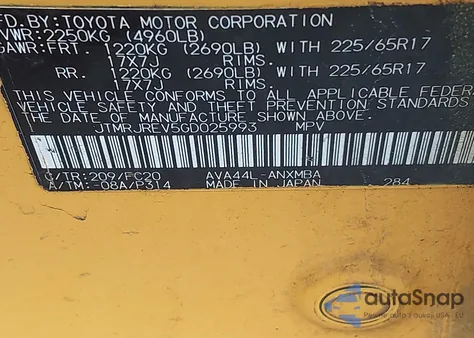 MFD.BY:TOYOTA MOTOR CORPORATION
GVWR:2250KG (4960LB)
GAWR:FRT. 1220KG (2690LB) WITH 225/65R17
17X7J RIMS.
RR. 1220KG (2690LB) WITH 225/65R17
17X7J RIMS.
THIS VEHICLE CONFORMS TO ALL APPLICABLE FEDER
VEHICLE SAFETY AND THEFT PREVENTION STANDARDS
THE DATE OF MANUFACTURE SHOWN ABOVE.
JTMRJREV5GD025993 MPV
C/TR:209/FC20 AVA44L-ANXMBA
A/TM:-08A/P314 MADE IN JAPAN 284
autoSnap